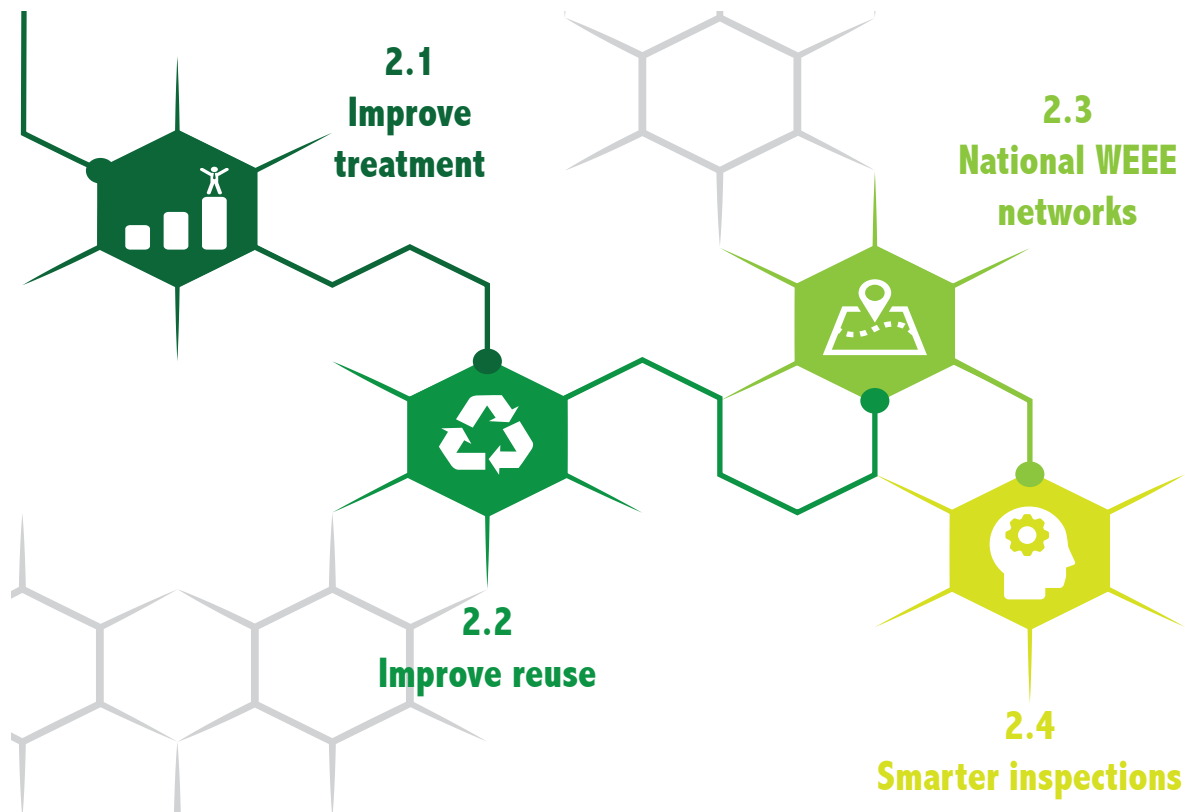 2.1
Improve
treatment
2.3
National WEEE
networks
2.2
Improve reuse
2.4
Smarter inspections